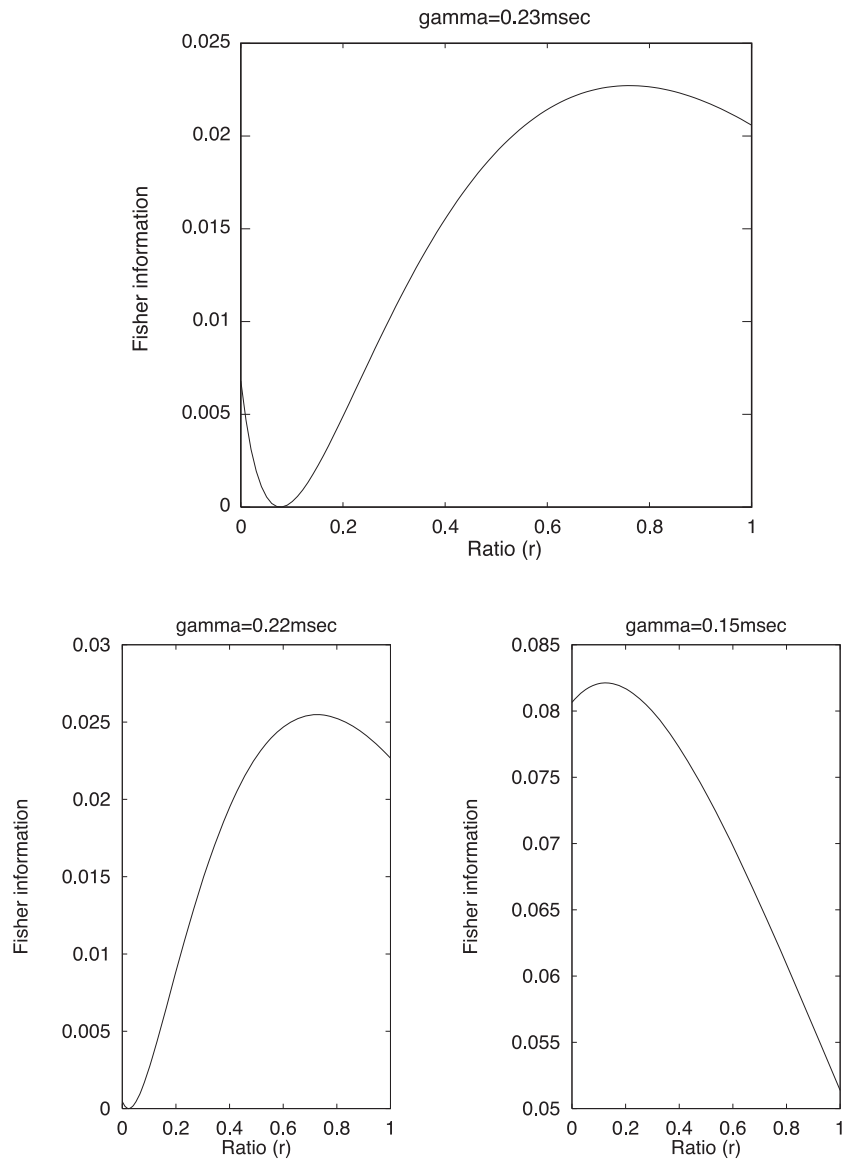 gamma=0.23msec
0.025
0.02
0.015
0.01
0.005
0
Fisher information
0 0.2 0.4 0.6 0.8 1
Ratio (r)
gamma=0.22msec
0.03
0.025
0.02
0.015
0.01
0.005
0
Fisher information
0 0.2 0.4 0.6 0.8 1
Ratio (r)
gamma=0.15msec
0.085
0.08
0.075
0.07
0.065
0.06
0.055
0.05
Fisher information
0 0.2 0.4 0.6 0.8 1
Ratio (r)